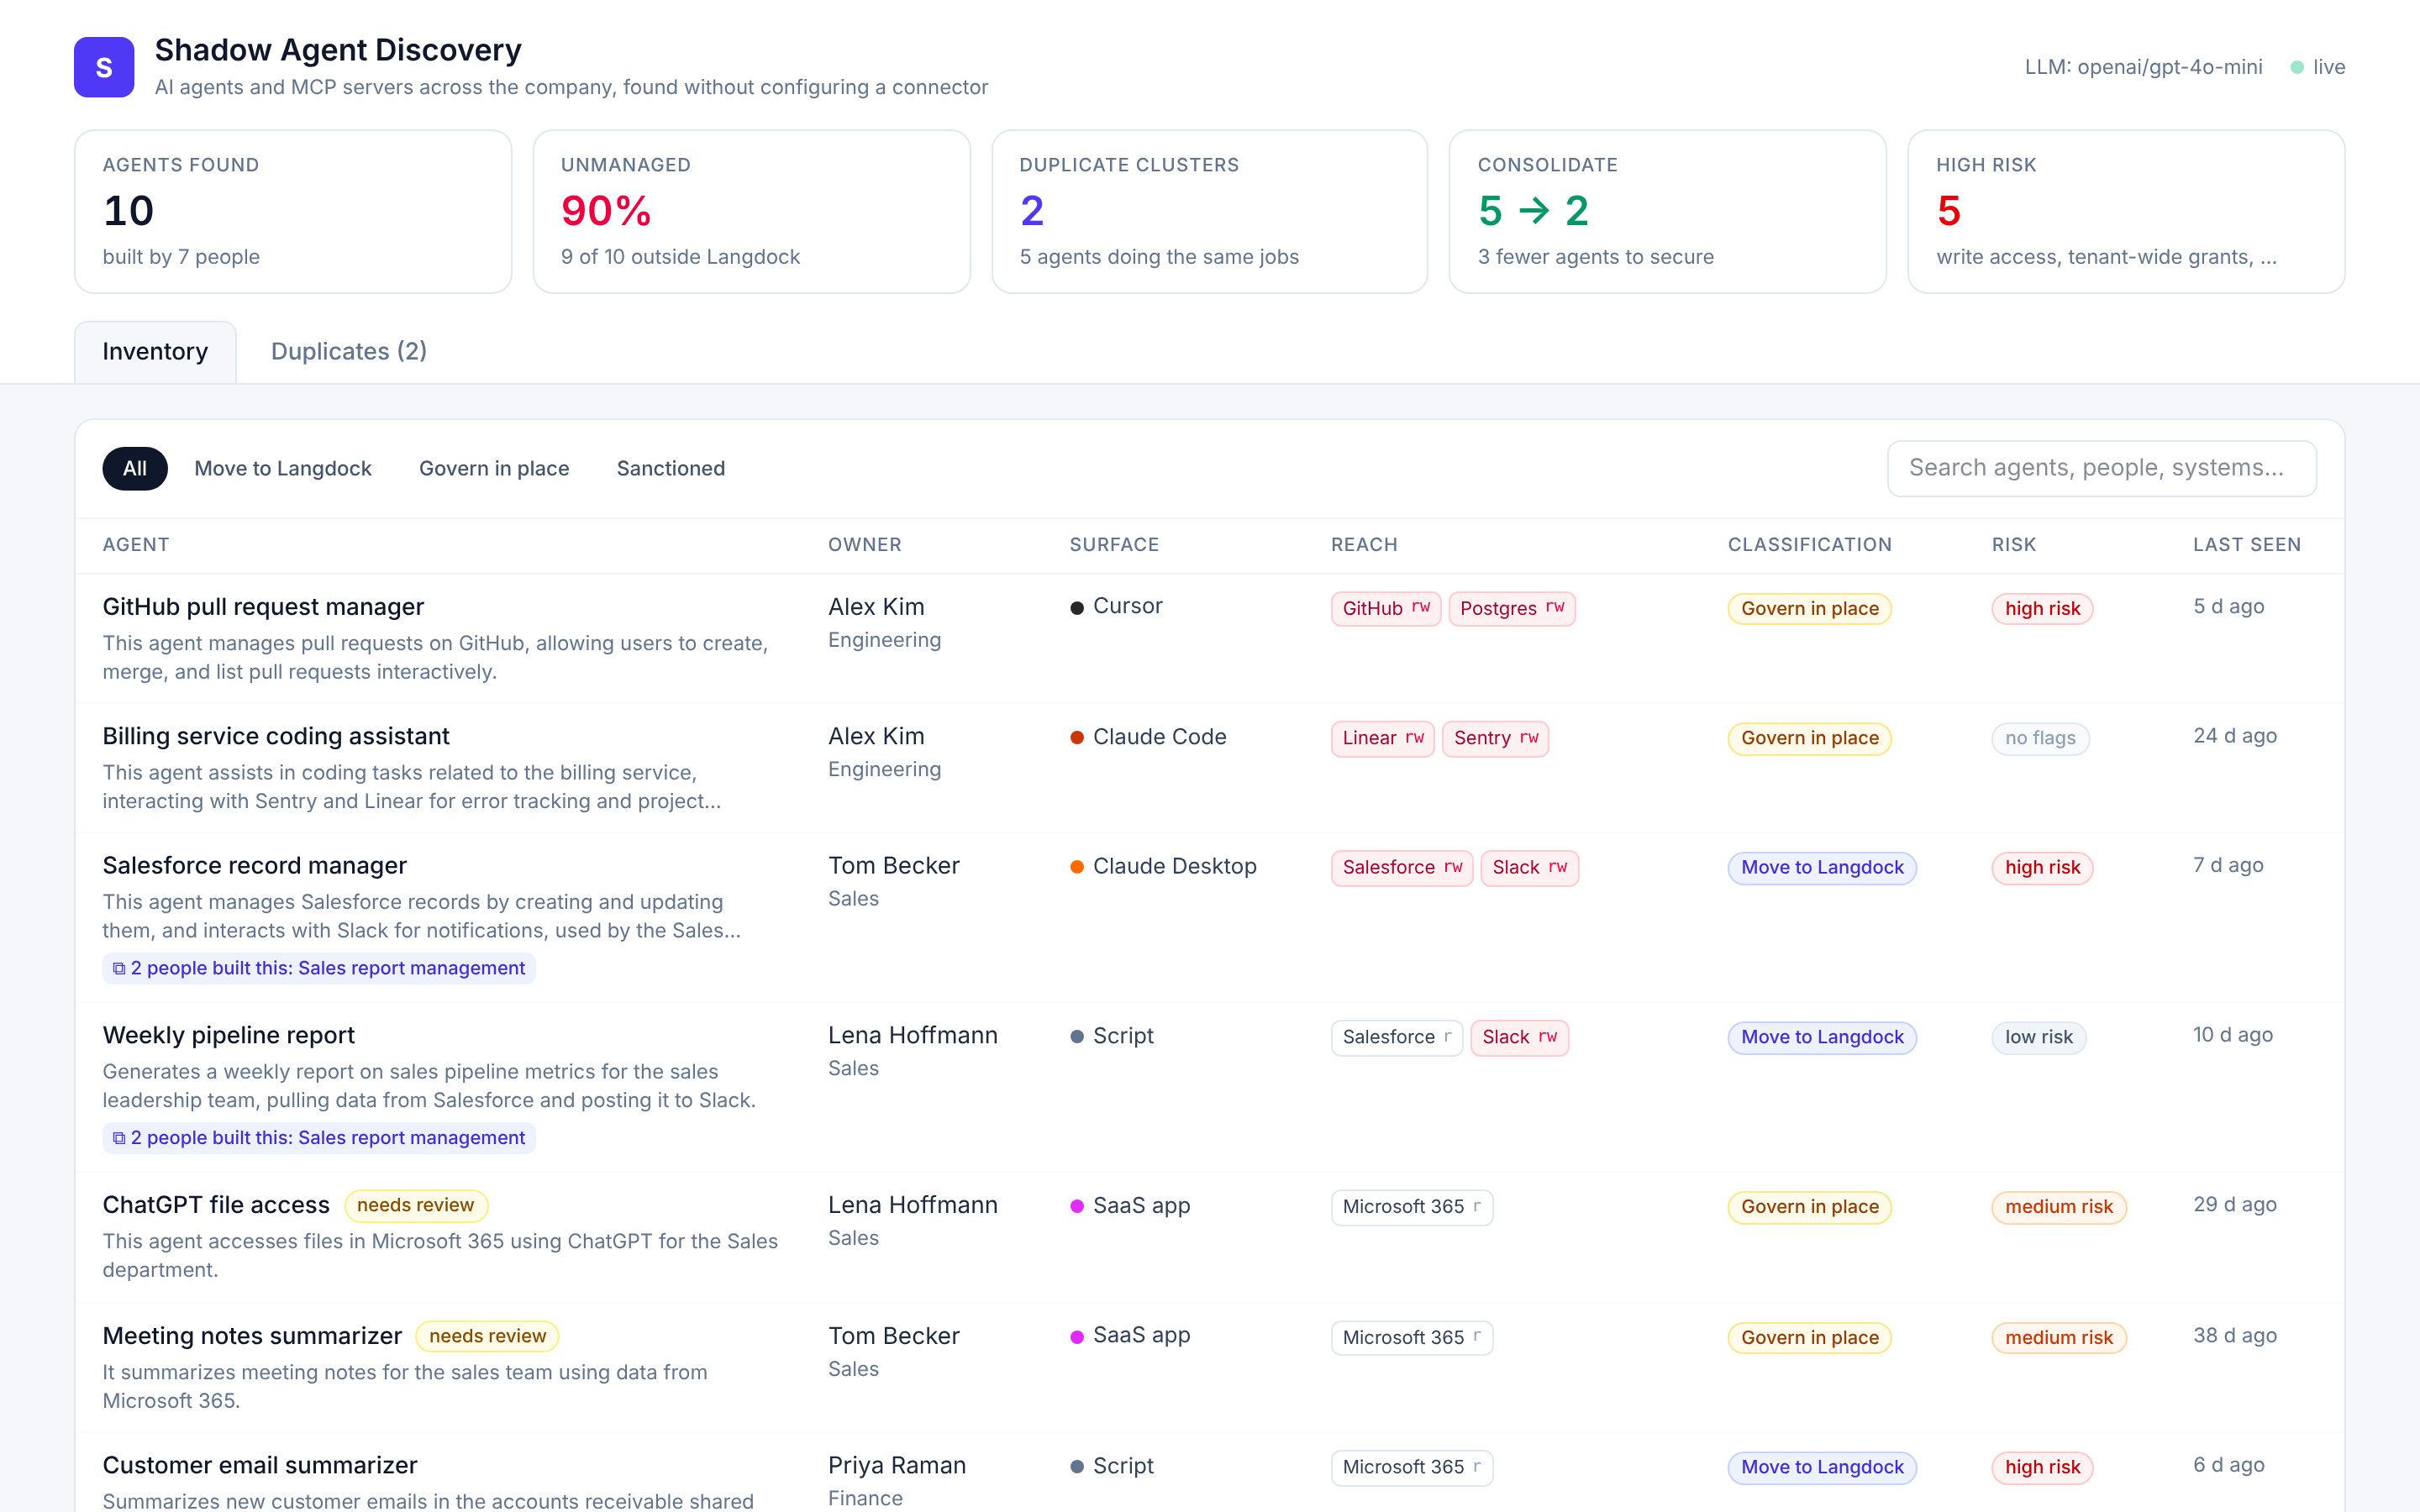 S
Shadow Agent Discovery
AI agents and MCP servers across the company, found without configuring a connector
LLM: openai/gpt-4o-mini
live
AGENTS FOUND
10
built by 7 people
UNMANAGED
90%
9 of 10 outside Langdock
DUPLICATE CLUSTERS
2
5 agents doing the same jobs
CONSOLIDATE
5 → 2
3 fewer agents to secure
HIGH RISK
5
write access, tenant-wide grants, ...
Inventory
Duplicates (2)
All
Move to Langdock
Govern in place
Sanctioned
Search agents, people, systems...
AGENT OWNER SURFACE REACH CLASSIFICATION RISK LAST SEEN
GitHub pull request manager
This agent manages pull requests on GitHub, allowing users to create,
merge, and list pull requests interactively.
Alex Kim
Engineering
Cursor
GitHub rw Postgres rw
Govern in place
high risk
5 d ago
Billing service coding assistant
This agent assists in coding tasks related to the billing service,
interacting with Sentry and Linear for error tracking and project...
Alex Kim
Engineering
Claude Code
Linear rw Sentry rw
Govern in place
no flags
24 d ago
Salesforce record manager
This agent manages Salesforce records by creating and updating
them, and interacts with Slack for notifications, used by the Sales...
2 people built this: Sales report management
Tom Becker
Sales
Claude Desktop
Salesforce rw Slack rw
Move to Langdock
high risk
7 d ago
Weekly pipeline report
Generates a weekly report on sales pipeline metrics for the sales
leadership team, pulling data from Salesforce and posting it to Slack.
2 people built this: Sales report management
Lena Hoffmann
Sales
Script
Salesforce r Slack rw
Move to Langdock
low risk
10 d ago
ChatGPT file access needs review
This agent accesses files in Microsoft 365 using ChatGPT for the Sales
department.
Lena Hoffmann
Sales
SaaS app
Microsoft 365 r
Govern in place
medium risk
29 d ago
Meeting notes summarizer needs review
It summarizes meeting notes for the sales team using data from
Microsoft 365.
Tom Becker
Sales
SaaS app
Microsoft 365 r
Govern in place
medium risk
38 d ago
Customer email summarizer
Summarizes new customer emails in the accounts receivable shared
Priya Raman
Finance
Script
Microsoft 365 r
Move to Langdock
high risk
6 d ago